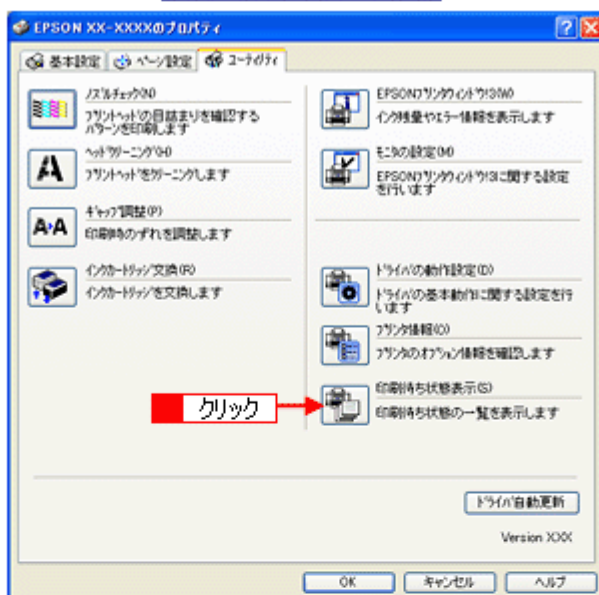 EPSON XX-XXXXのプロパティ
基本設定 ページ設定 ユーティリティ
ノズルチェック(N)
プリントヘッドの目詰まりを確認するパターンを印刷します
ヘッドクリーニング(H)
プリントヘッドをクリーニングします
ギャップ調整(P)
印刷時のずれを調整します
インクカートリッジ交換(R)
インクカートリッジを交換します
EPSONプリンタウィンドウ!3(W)
インク残量やエラー情報を表示します
モニタの設定(M)
EPSONプリンタウィンドウ!3に関する設定
を行います
ドライバの動作設定(D)
ドライバの基本動作に関する設定を行
います
プリンタ情報(O)
プリンタのオプション情報を確認します
印刷待ち状態表示(S)
印刷待ち状態の一覧を表示します
クリック
ドライバ自動更新
Version XXX
OK キャンセル ヘルプ